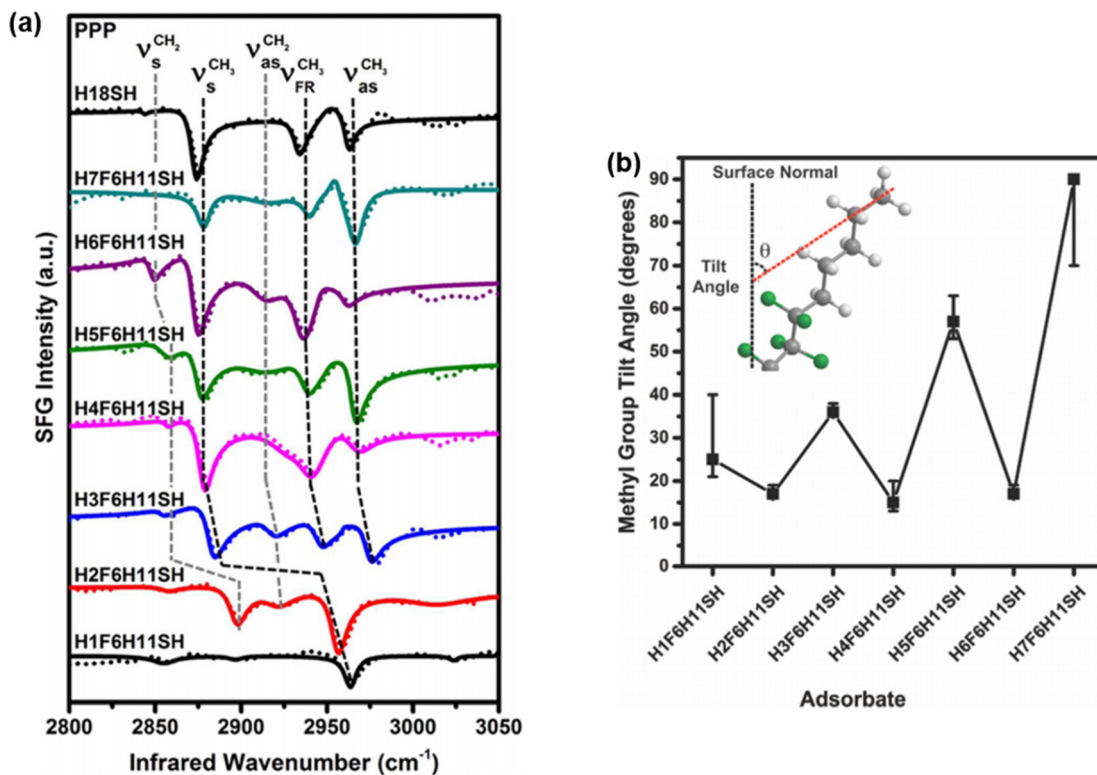 (a)
PPP
ν_s^CH₂
ν_s^CH₃
ν_as^CH₂
ν_FR^CH₃
ν_as^CH₃
H18SH
H7F6H11SH
H6F6H11SH
H5F6H11SH
H4F6H11SH
H3F6H11SH
H2F6H11SH
H1F6H11SH
SFG Intensity (a.u.)
2800 2850 2900 2950 3000 3050
Infrared Wavenumber (cm⁻¹)
(b)
90
80
70
60
50
40
30
20
10
0
Methyl Group Tilt Angle (degrees)
Surface Normal
Tilt
Angle
θ
H1F6H11SH
H2F6H11SH
H3F6H11SH
H4F6H11SH
H5F6H11SH
H6F6H11SH
H7F6H11SH
Adsorbate